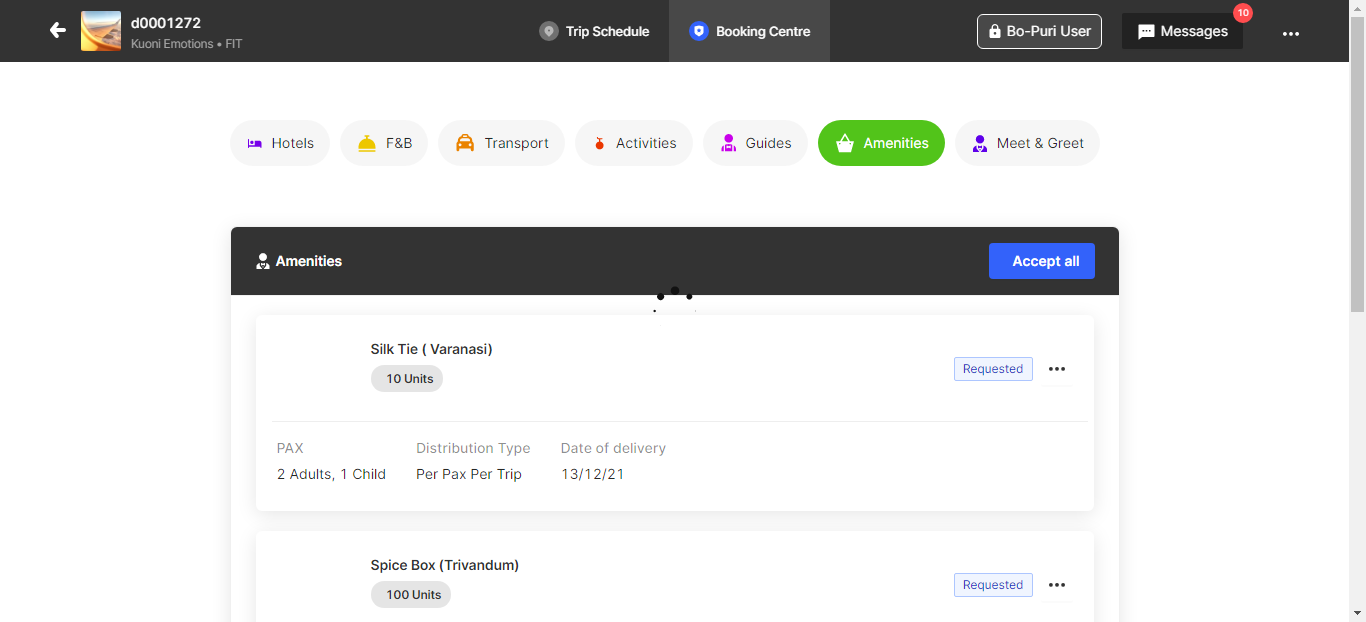 d0001272
Kuoni Emotions • FIT
Trip Schedule
Booking Centre
Bo-Puri User
Messages
10
Hotels
F&B
Transport
Activities
Guides
Amenities
Meet & Greet
Amenities
Accept all
Silk Tie ( Varanasi)
10 Units
Requested
PAX
Distribution Type
Date of delivery
2 Adults, 1 Child
Per Pax Per Trip
13/12/21
Spice Box (Trivandum)
100 Units
Requested